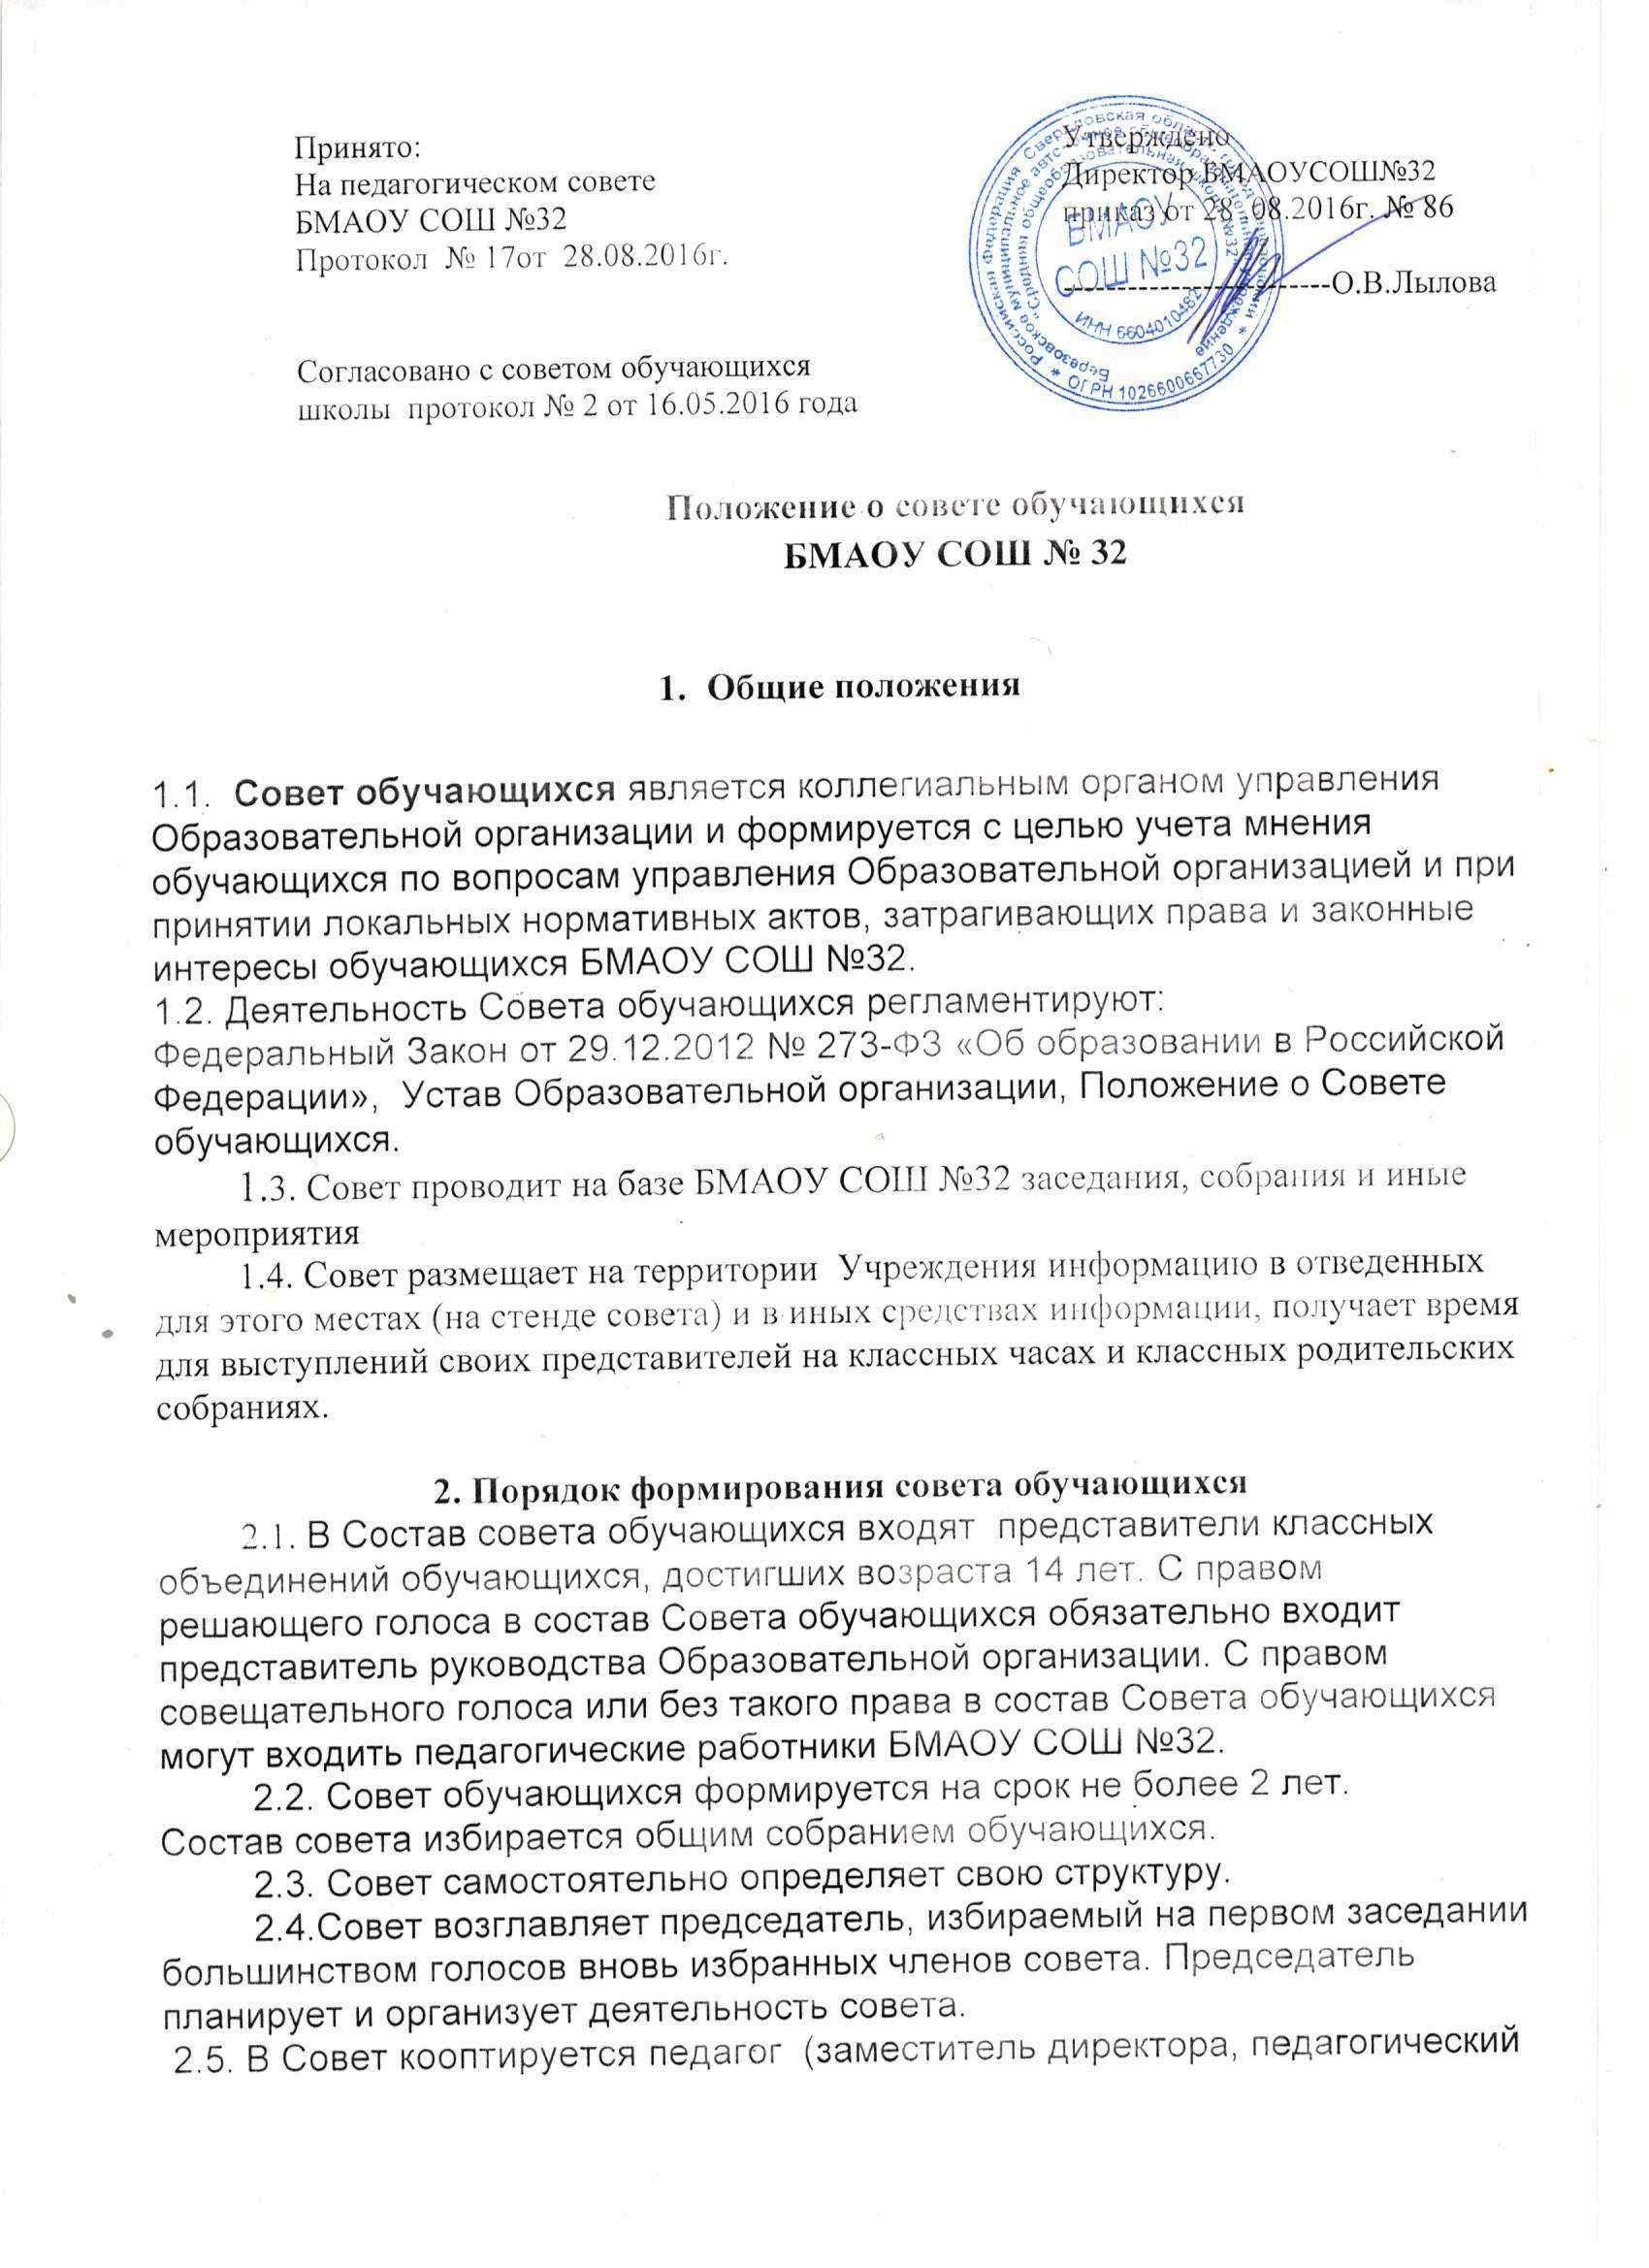 Принято:
На педагогическом совете
БМАОУ СОШ №32
Протокол № 17от 28.08.2016г.
Согласовано с советом обучающихся
школы протокол № 2 от 16.05.2016 года
Утверждено
Директор БМАОУСОШ№32
приказ от 28 .08.2016г. № 86
-------------------------О.В.Лылова
БМАОУ
СОШ №32
ИНН 6604010482
* ОГРН 1026600667730 *
Российская Федерация Свердловская
Положение о совете обучающихся
БМАОУ СОШ № 32
1. Общие положения
1.1. Совет обучающихся является коллегиальным органом управления
Образовательной организации и формируется с целью учета мнения
обучающихся по вопросам управления Образовательной организацией и при
принятии локальных нормативных актов, затрагивающих права и законные
интересы обучающихся БМАОУ СОШ №32.
1.2. Деятельность Совета обучающихся регламентируют:
Федеральный Закон от 29.12.2012 № 273-ФЗ «Об образовании в Российской
Федерации», Устав Образовательной организации, Положение о Совете
обучающихся.
1.3. Совет проводит на базе БМАОУ СОШ №32 заседания, собрания и иные
мероприятия
1.4. Совет размещает на территории Учреждения информацию в отведенных
для этого местах (на стенде совета) и в иных средствах информации, получает время
для выступлений своих представителей на классных часах и классных родительских
собраниях.
2. Порядок формирования совета обучающихся
2.1. В Состав совета обучающихся входят представители классных
объединений обучающихся, достигших возраста 14 лет. С правом
решающего голоса в состав Совета обучающихся обязательно входит
представитель руководства Образовательной организации. С правом
совещательного голоса или без такого права в состав Совета обучающихся
могут входить педагогические работники БМАОУ СОШ №32.
2.2. Совет обучающихся формируется на срок не более 2 лет.
Состав совета избирается общим собранием обучающихся.
2.3. Совет самостоятельно определяет свою структуру.
2.4.Совет возглавляет председатель, избираемый на первом заседании
большинством голосов вновь избранных членов совета. Председатель
планирует и организует деятельность совета.
2.5. В Совет кооптируется педагог (заместитель директора, педагогический